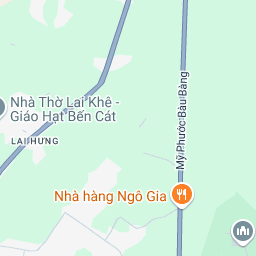 Nhà Thờ Lai Khê -
Giáo Hạt Bến Cát
LAI HƯNG
Mỹ Phước Bàu Bàng
Nhà hàng Ngô Gia